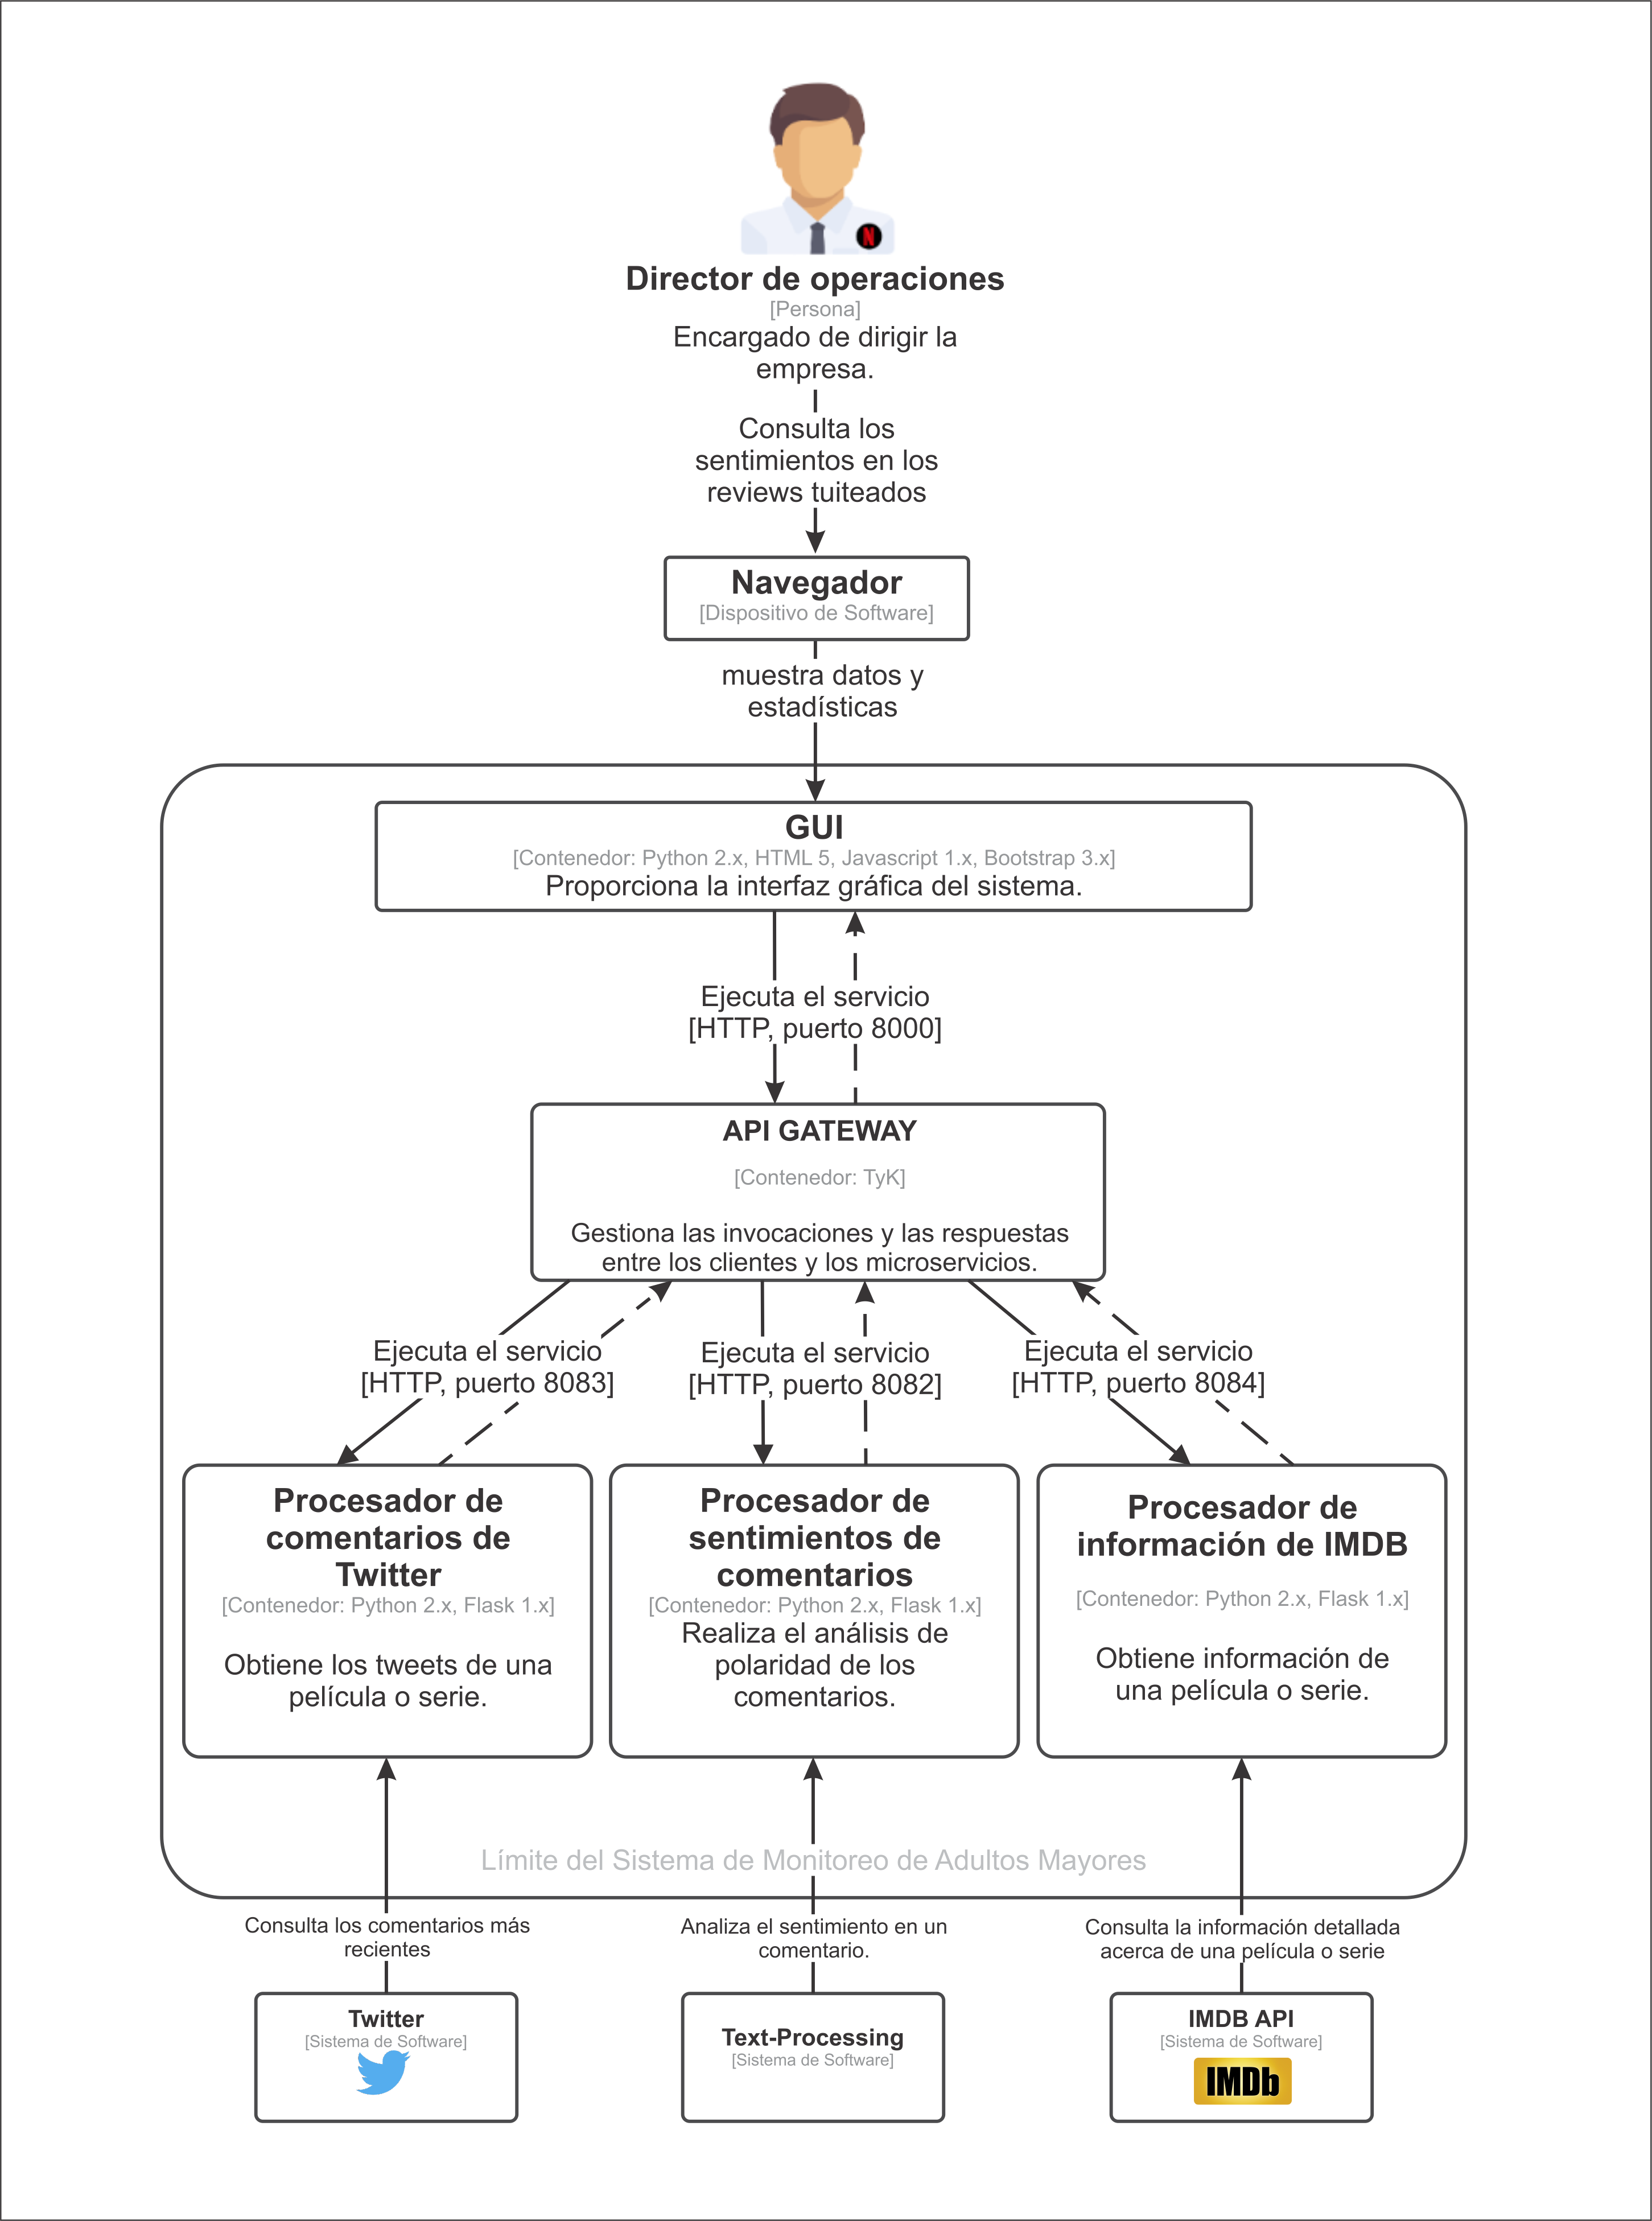 N
Director de operaciones
[Persona]
Encargado de dirigir la
empresa.
Consulta los
sentimientos en los
reviews tuiteados
Navegador
[Dispositivo de Software]
muestra datos y
estadísticas
GUI
[Contenedor: Python 2.x, HTML 5, Javascript 1.x, Bootstrap 3.x]
Proporciona la interfaz gráfica del sistema.
Ejecuta el servicio
[HTTP, puerto 8000]
API GATEWAY
[Contenedor: TyK]
Gestiona las invocaciones y las respuestas
entre los clientes y los microservicios.
Ejecuta el servicio
[HTTP, puerto 8083]
Ejecuta el servicio
[HTTP, puerto 8082]
Ejecuta el servicio
[HTTP, puerto 8084]
Procesador de
comentarios de
Twitter
[Contenedor: Python 2.x, Flask 1.x]
Obtiene los tweets de una
película o serie.
Procesador de
sentimientos de
comentarios
[Contenedor: Python 2.x, Flask 1.x]
Realiza el análisis de
polaridad de los
comentarios.
Procesador de
información de IMDB
[Contenedor: Python 2.x, Flask 1.x]
Obtiene información de
una película o serie.
Límite del Sistema de Monitoreo de Adultos Mayores
Consulta los comentarios más
recientes
Analiza el sentimiento en un
comentario.
Consulta la información detallada
acerca de una película o serie
Twitter
[Sistema de Software]
Text-Processing
[Sistema de Software]
IMDB API
[Sistema de Software]
IMDb